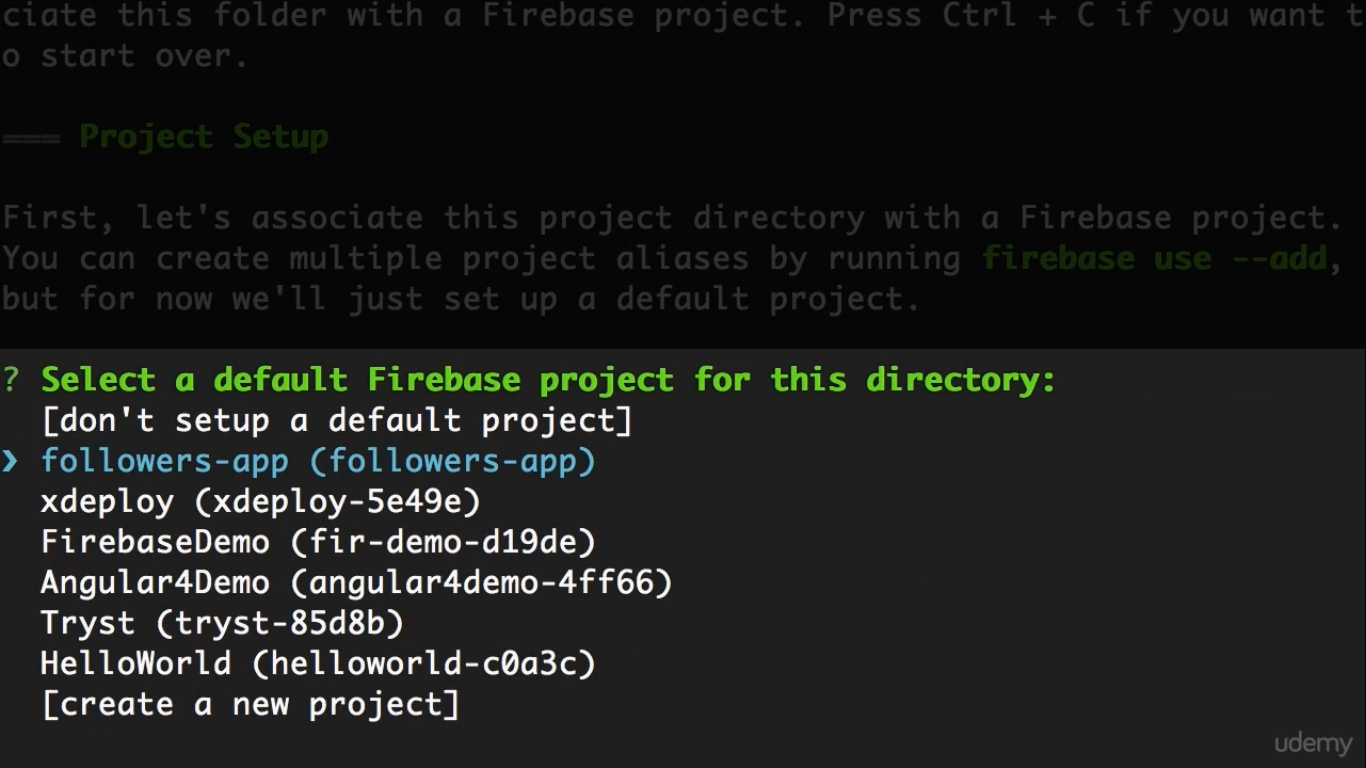 ciate this folder with a Firebase project. Press Ctrl + C if you want t
o start over.
=== Project Setup
First, let's associate this project directory with a Firebase project.
You can create multiple project aliases by running firebase use --add,
but for now we'll just set up a default project.
? Select a default Firebase project for this directory:
[don't setup a default project]
❯ followers-app (followers-app)
xdeploy (xdeploy-5e49e)
FirebaseDemo (fir-demo-d19de)
Angular4Demo (angular4demo-4ff66)
Tryst (tryst-85d8b)
HelloWorld (helloworld-c0a3c)
[create a new project]
udemy